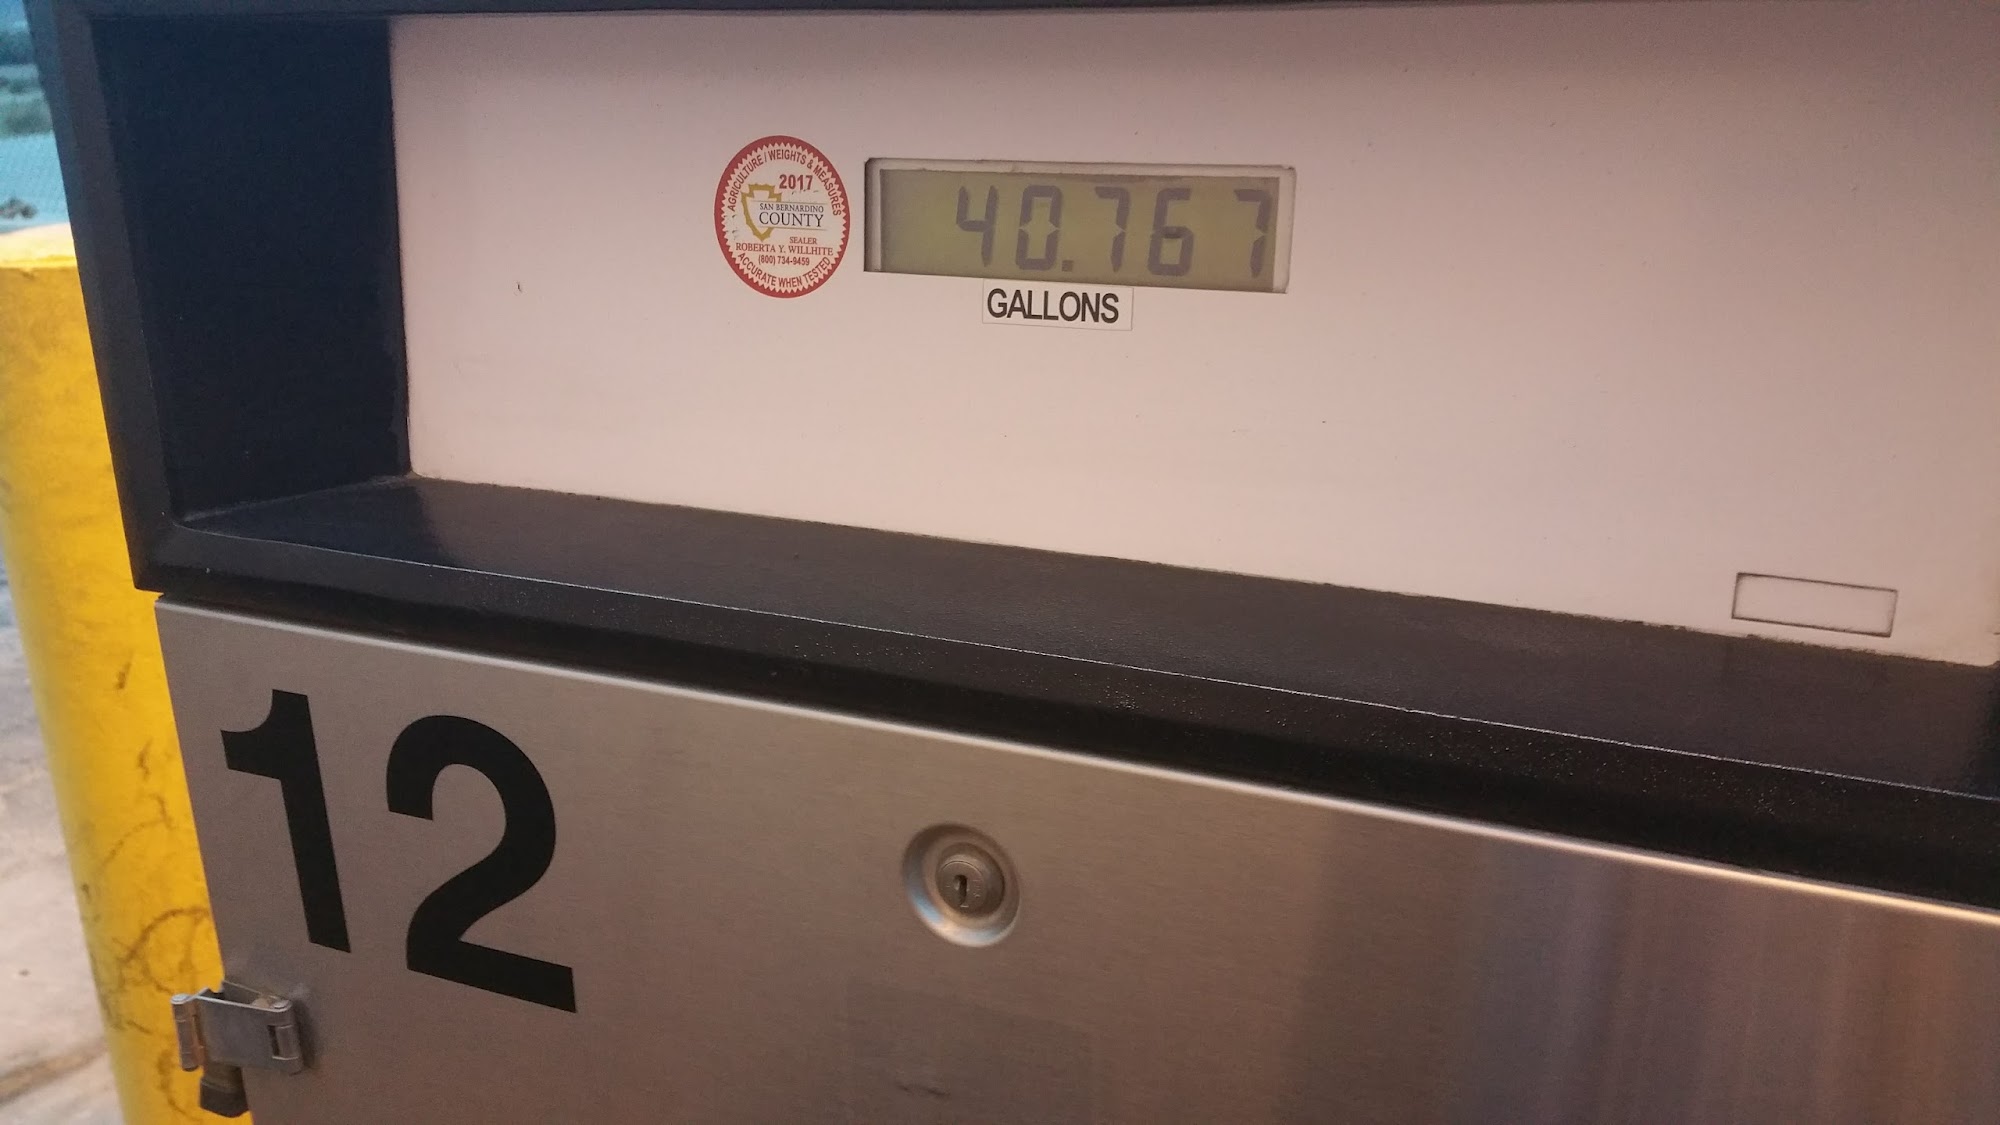 AGRICULTURE / WEIGHTS & MEASURES
2017
SAN BERNARDINO
COUNTY
SEALER
ROBERTA Y. WILLHITE
(800) 734-9459
ACCURATE WHEN TESTED
40.767
GALLONS
12